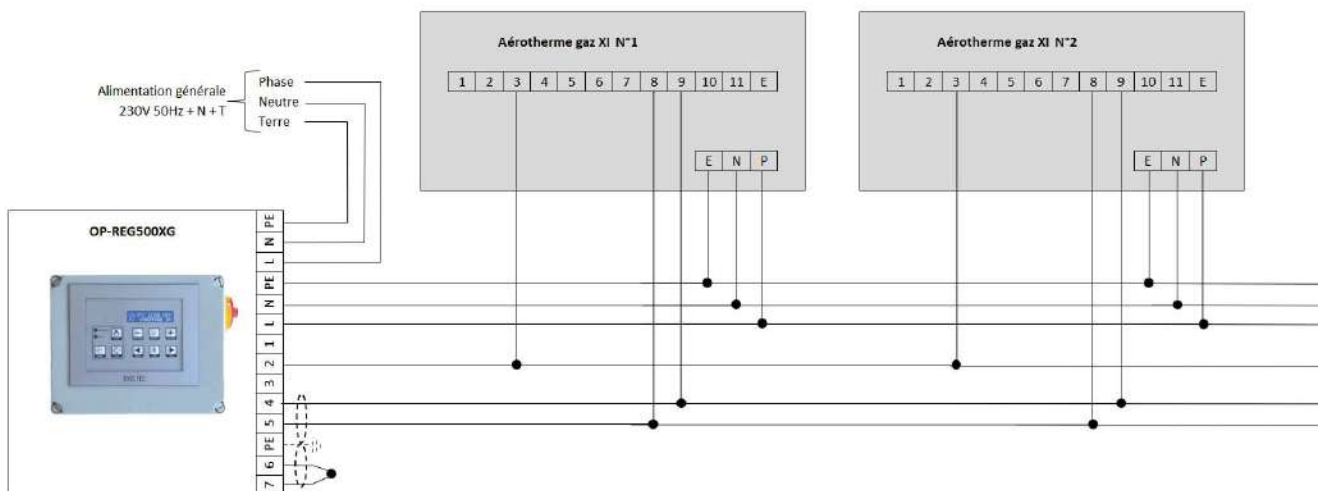 Aérotherme gaz XI N°1
1 2 3 4 5 6 7 8 9 10 11 E
E N P
Aérotherme gaz XI N°2
1 2 3 4 5 6 7 8 9 10 11 E
E N P
Alimentation générale
230V 50Hz + N + T
Phase
Neutre
Terre
OP-REG500XG
PE
N
L
PE
N
L
1
2
3
4
5
PE
6
7